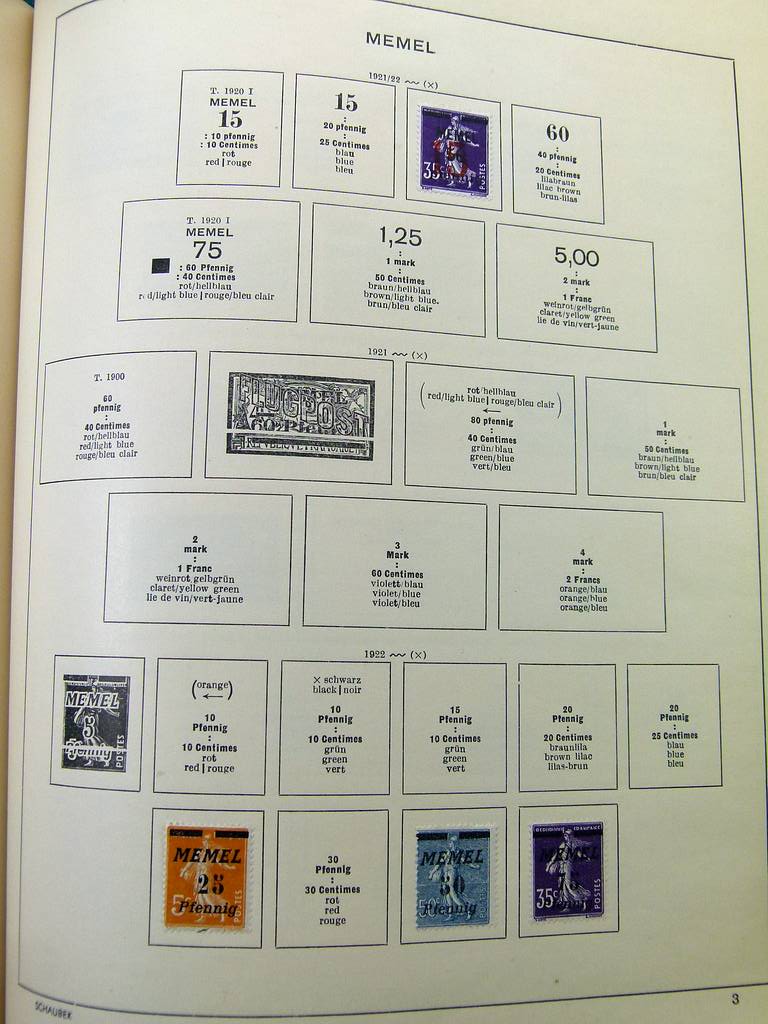 MEMEL
1921/22 (×)
T. 1920 I
MEMEL
15
:
: 10 pfennig
: 10 Centimes
rot
red | rouge
15
:
20 pfennig
:
25 Centimes
blau
blue
bleu
MEMEL
15
35c
POSTES
60
:
40 pfennig
:
20 Centimes
lilabraun
lilac brown
brun-lilas
T. 1920 I
MEMEL
75
: 60 Pfennig
: 40 Centimes
rot/hellblau
red/light blue | rouge/bleu clair
1,25
:
1 mark
:
50 Centimes
braun/hellblau
brown/light blue.
brun/bleu clair
5,00
:
2 mark
:
1 Franc
weinrot/gelbgrün
claret/yellow green
lie de vin/vert-jaune
1921 (×)
T. 1900
60
pfennig
:
40 Centimes
rot/hellblau
red/light blue
rouge/bleu clair
FLUGPOST
(rot/hellblau
red/light blue | rouge/bleu clair)
←
80 pfennig
:
40 Centimes
grün/blau
green/blue
vert/bleu
1
mark
:
50 Centimes
braun/hellblau
brown/light blue
brun/bleu clair
2
mark
:
1 Franc
weinrot/gelbgrün
claret/yellow green
lie de vin/vert-jaune
3
Mark
:
60 Centimes
violett/blau
violet/blue
violet/bleu
4
mark
:
2 Francs
orange/blau
orange/blue
orange/bleu
1922 (×)
MEMEL
5
Pfennig
POSTES
(orange)
←
10
Pfennig
:
10 Centimes
rot
red | rouge
× schwarz
black | noir
10
Pfennig
:
10 Centimes
grün
green
vert
15
Pfennig
:
10 Centimes
grün
green
vert
20
Pfennig
:
20 Centimes
braunlila
brown lilac
lilas-brun
20
Pfennig
:
25 Centimes
blau
blue
bleu
MEMEL
25
Pfennig
POSTES
30
Pfennig
:
30 Centimes
rot
red
rouge
MEMEL
50
Pfennig
POSTES
MEMEL
35c
POSTES
SCHAUBEK
3